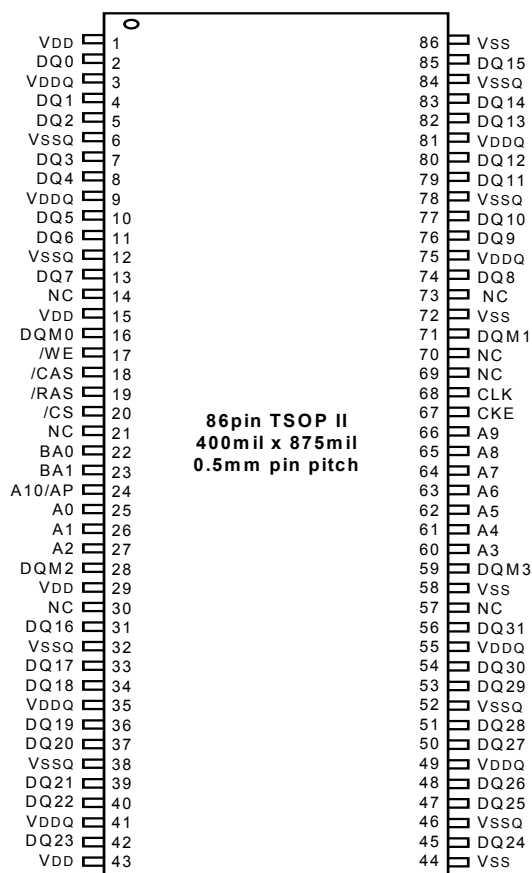 VDD 1 86 VSS
DQ0 2 85 DQ15
VDDQ 3 84 VSSQ
DQ1 4 83 DQ14
DQ2 5 82 DQ13
VSSQ 6 81 VDDQ
DQ3 7 80 DQ12
DQ4 8 79 DQ11
VDDQ 9 78 VSSQ
DQ5 10 77 DQ10
DQ6 11 76 DQ9
VSSQ 12 75 VDDQ
DQ7 13 74 DQ8
NC 14 73 NC
VDD 15 72 VSS
DQM0 16 71 DQM1
/WE 17 70 NC
/CAS 18 69 NC
/RAS 19 68 CLK
/CS 20 67 CKE
86pin TSOP II
NC 21 66 A9
400mil x 875mil
BA0 22 65 A8
0.5mm pin pitch
BA1 23 64 A7
A10/AP 24 63 A6
A0 25 62 A5
A1 26 61 A4
A2 27 60 A3
DQM2 28 59 DQM3
VDD 29 58 VSS
NC 30 57 NC
DQ16 31 56 DQ31
VSSQ 32 55 VDDQ
DQ17 33 54 DQ30
DQ18 34 53 DQ29
VDDQ 35 52 VSSQ
DQ19 36 51 DQ28
DQ20 37 50 DQ27
VSSQ 38 49 VDDQ
DQ21 39 48 DQ26
DQ22 40 47 DQ25
VDDQ 41 46 VSSQ
DQ23 42 45 DQ24
VDD 43 44 VSS